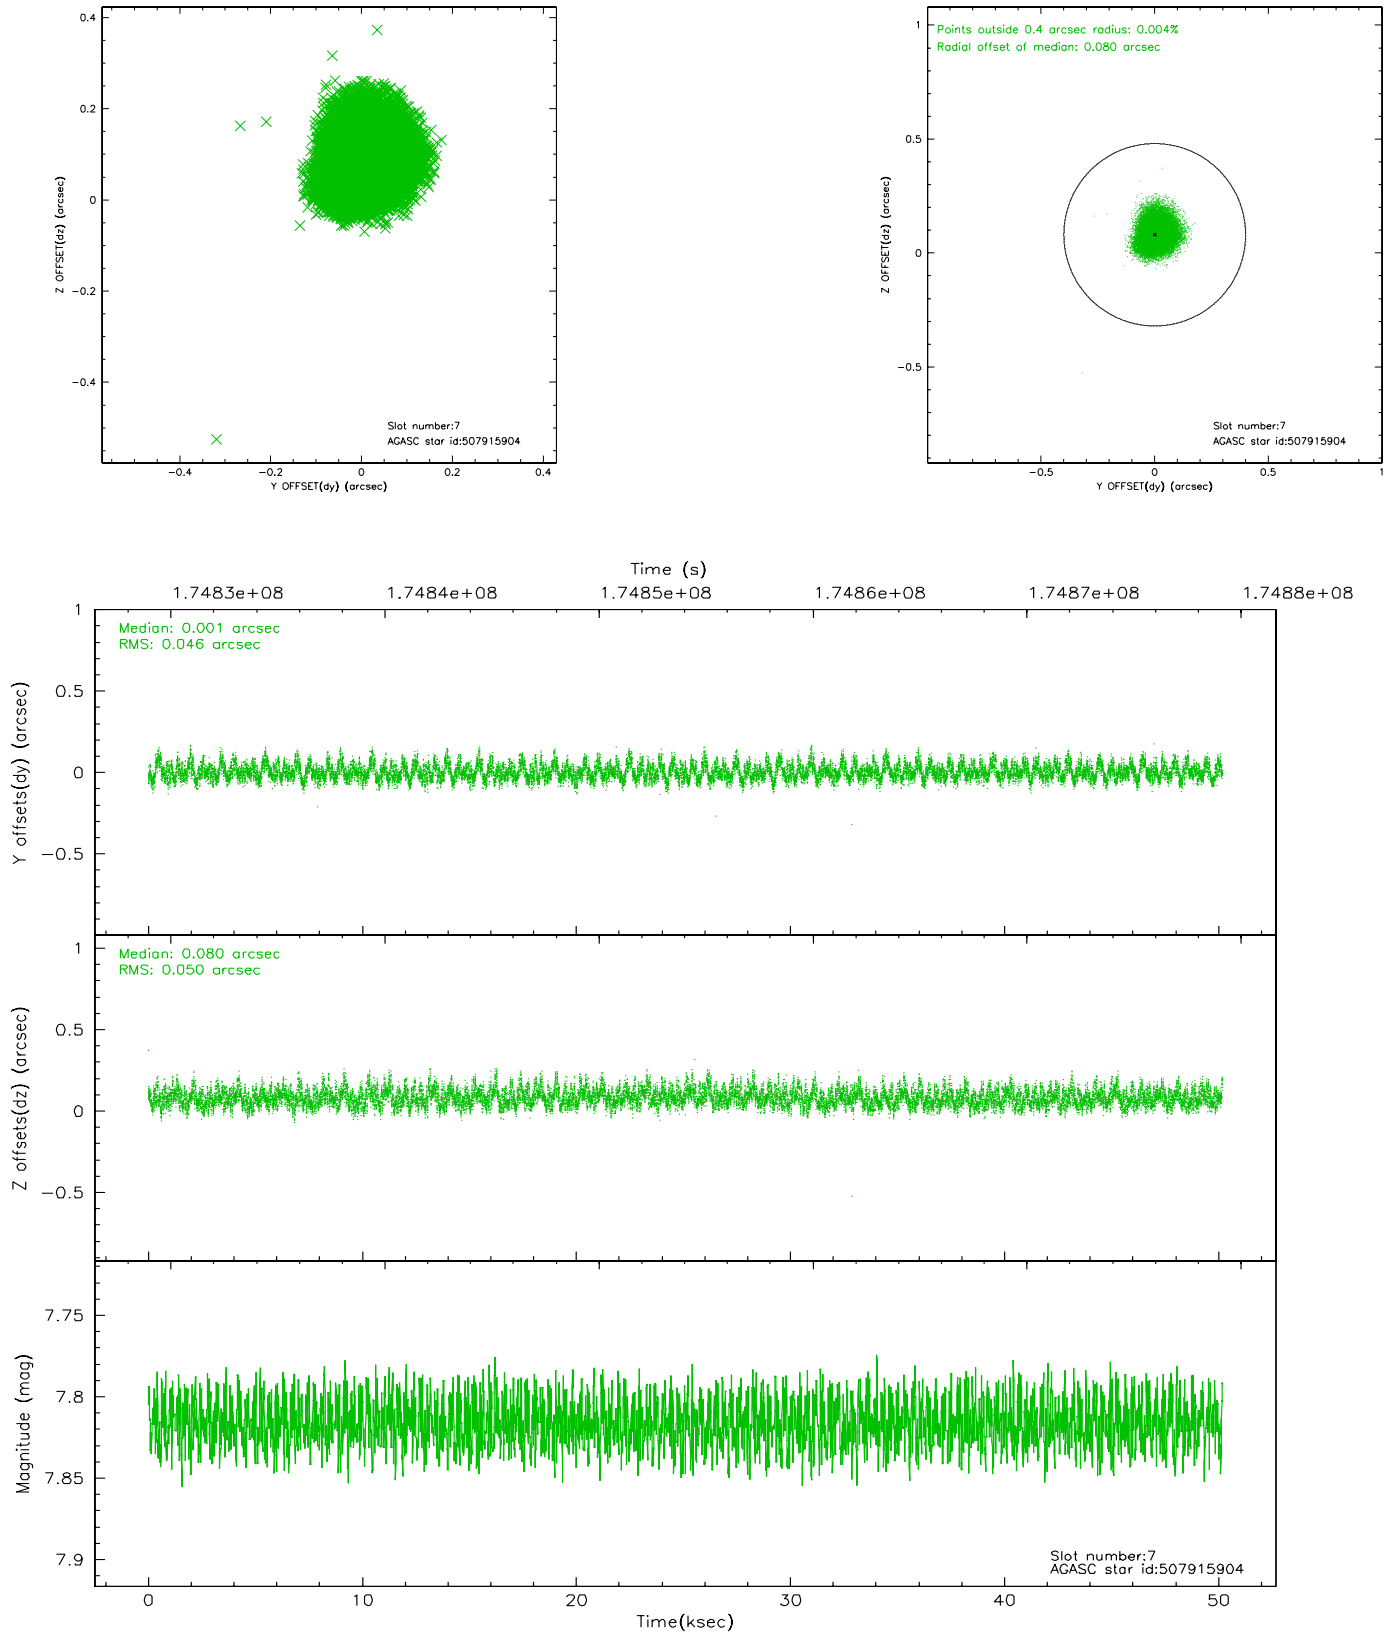 0.4
0.2
0
−0.2
−0.4
Z OFFSET(dz) (arcsec)
Slot number:7
AGASC star id:507915904
−0.4
−0.2
0
0.2
0.4
Y OFFSET(dy) (arcsec)
Points outside 0.4 arcsec radius: 0.004%
Radial offset of median: 0.080 arcsec
1
0.5
0
−0.5
Z OFFSET(dz) (arcsec)
Slot number:7
AGASC star id:507915904
−0.5
0
0.5
1
Y OFFSET(dy) (arcsec)
Time (s)
1.7483e+08
1.7484e+08
1.7485e+08
1.7486e+08
1.7487e+08
1.7488e+08
Median: 0.001 arcsec
RMS: 0.046 arcsec
1
0.5
0
−0.5
Y offsets(dy) (arcsec)
Median: 0.080 arcsec
RMS: 0.050 arcsec
1
0.5
0
−0.5
Z offsets(dz) (arcsec)
7.75
7.8
7.85
7.9
Magnitude (mag)
Slot number:7
AGASC star id:507915904
0
10
20
30
40
50
Time(ksec)